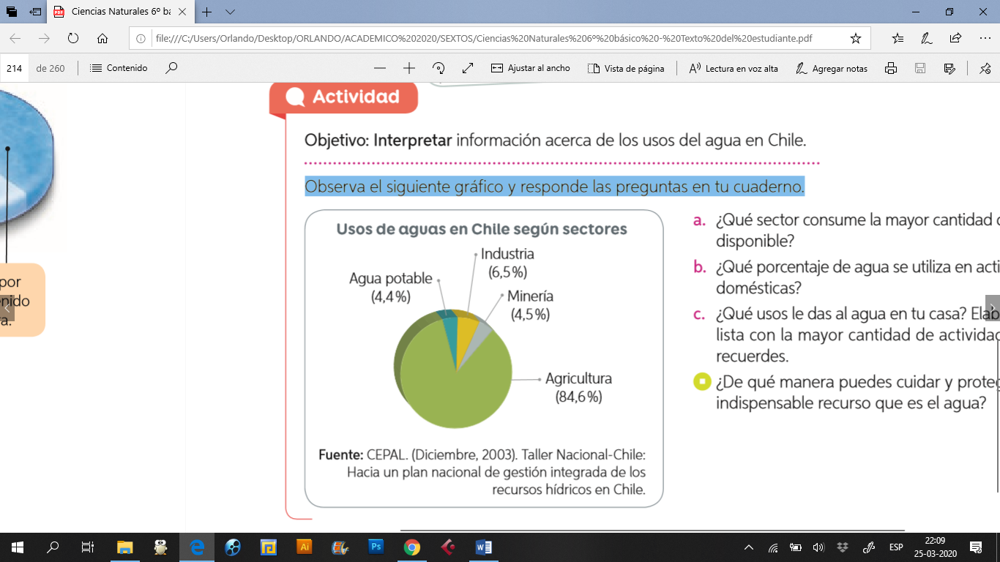 Ciencias Naturales 6º bá
file:///C:/Users/Orlando/Desktop/ORLANDO/ACADEMICO%202020/SEXTOS/Ciencias%20Naturales%206º%20básico%20-%20Texto%20del%20estudiante.pdf
214 de 260 Contenido Ajustar al ancho Vista de página Lectura en voz alta Agregar notas
Actividad
Objetivo: Interpretar información acerca de los usos del agua en Chile.
Observa el siguiente gráfico y responde las preguntas en tu cuaderno.
por
nido
a.
Usos de aguas en Chile según sectores
Industria
(6,5%)
Agua potable
(4,4%)
Minería
(4,5%)
Agricultura
(84,6%)
Fuente: CEPAL. (Diciembre, 2003). Taller Nacional-Chile:
Hacia un plan nacional de gestión integrada de los
recursos hídricos en Chile.
a. ¿Qué sector consume la mayor cantidad
disponible?
b. ¿Qué porcentaje de agua se utiliza en acti
domésticas?
c. ¿Qué usos le das al agua en tu casa? Elab
lista con la mayor cantidad de actividad
recuerdes.
¿De qué manera puedes cuidar y proteg
indispensable recurso que es el agua?
Ai
Ps
ESP
22:09
25-03-2020